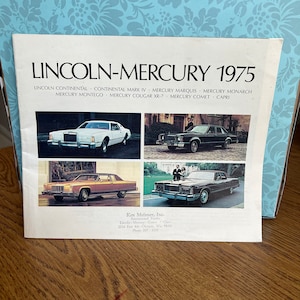 LINCOLN-MERCURY 1975
LINCOLN CONTINENTAL - CONTINENTAL MARK IV - MERCURY MARQUIS - MERCURY MONARCH
MERCURY MONTEGO - MERCURY COUGAR XR-7 - MERCURY COMET - CAPRI
Inc.